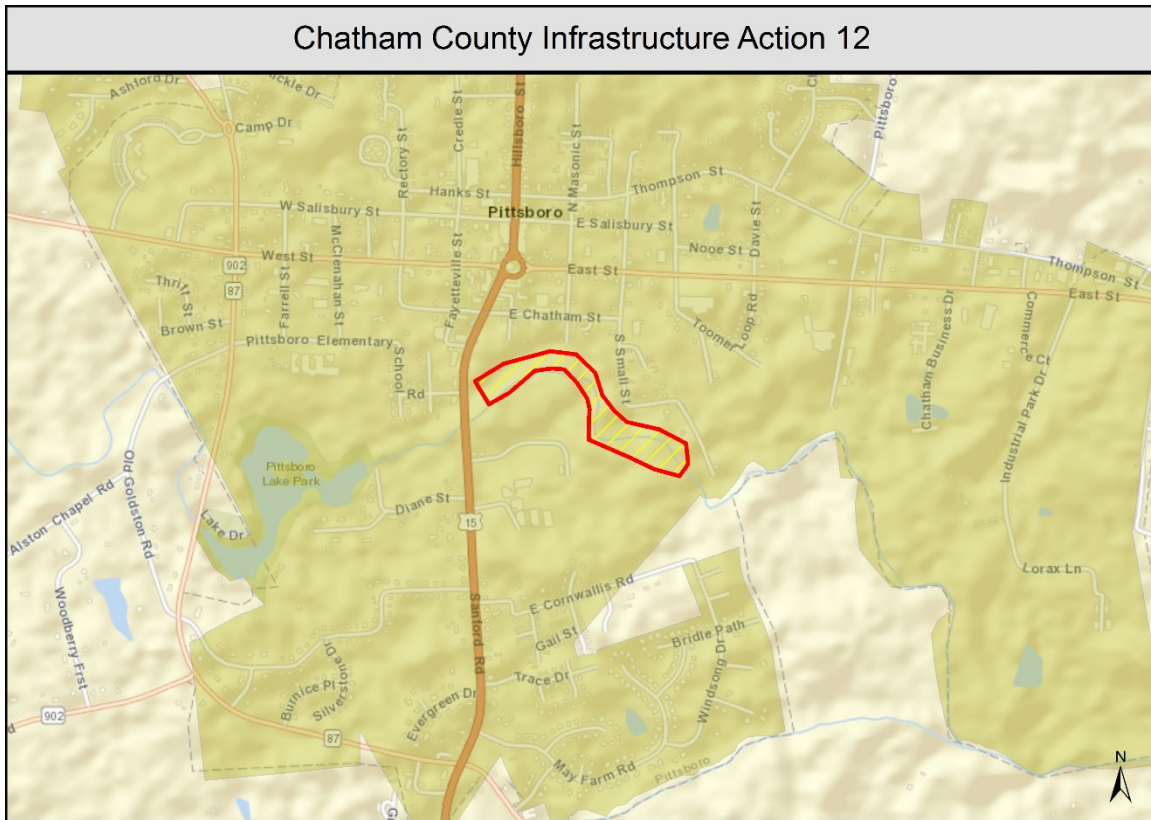 Chatham County Infrastructure Action 12
Ashford Dr
uckle Dr
Camp Dr
Rectory St
Credle St
Hillsboro St
N Masonic St
Pittsboro
Hanks St
Thompson St
W Salisbury St
Pittsboro
E Salisbury St
Nooe St
Davie St
902
87
West St
East St
Thompson St
East St
McClenahan St
Farrell St
Fayetteville St
Thrift St
Brown St
E Chatham St
Pittsboro Elementary
School Rd
S Small St
Toomer
Loop Rd
Chatham Business Dr
Commerce Ct
Industrial Park Dr
Pittsboro
Lake Park
Old Goldston Rd
Alston Chapel Rd
Lake Dr
Diane St
15
Woodberry Frst
Lorax Ln
Sanford Rd
E Cornwallis Rd
Gail St
Bridle Path
Windsong Dr
Trace Dr
Burnice Pl
Silverstone Dr
Evergreen Dr
902
87
May Farm Rd
Pittsboro
d
G
N